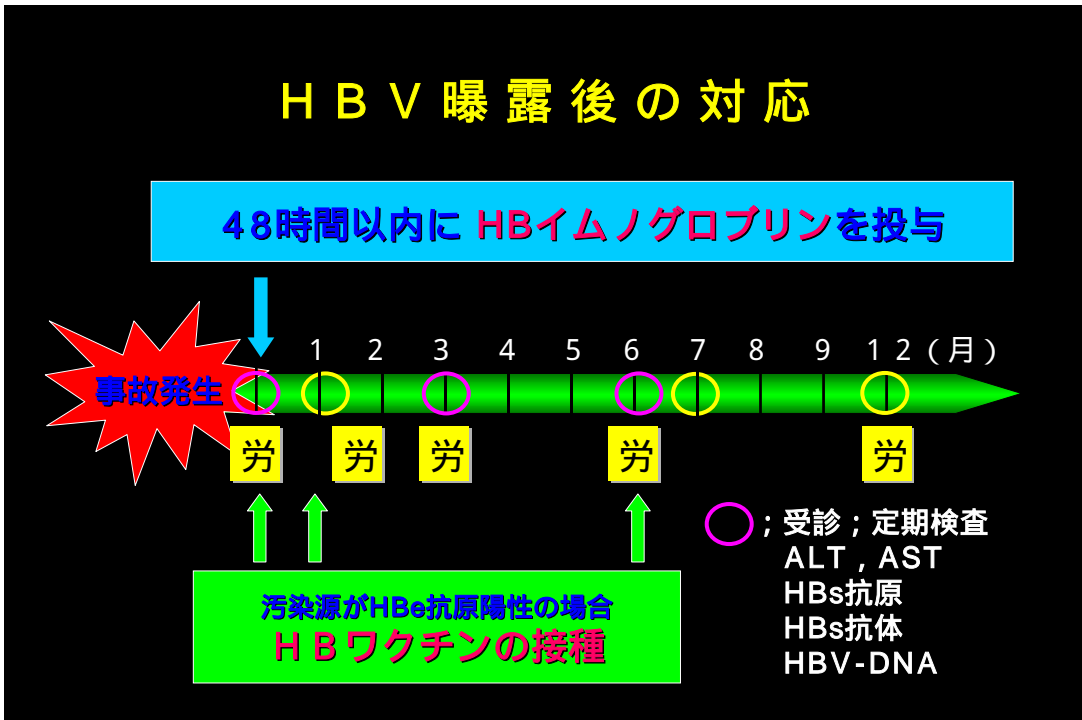 HBV曝露後の対応
48時間以内に HBイムノグロブリンを投与
1 2 3 4 5 6 7 8 9 12(月)
事故発生
労 労 労 労 労
;受診;定期検査
ALT,AST
HBs抗原
HBs抗体
HBV-DNA
汚染源がHBe抗原陽性の場合
HBワクチンの接種